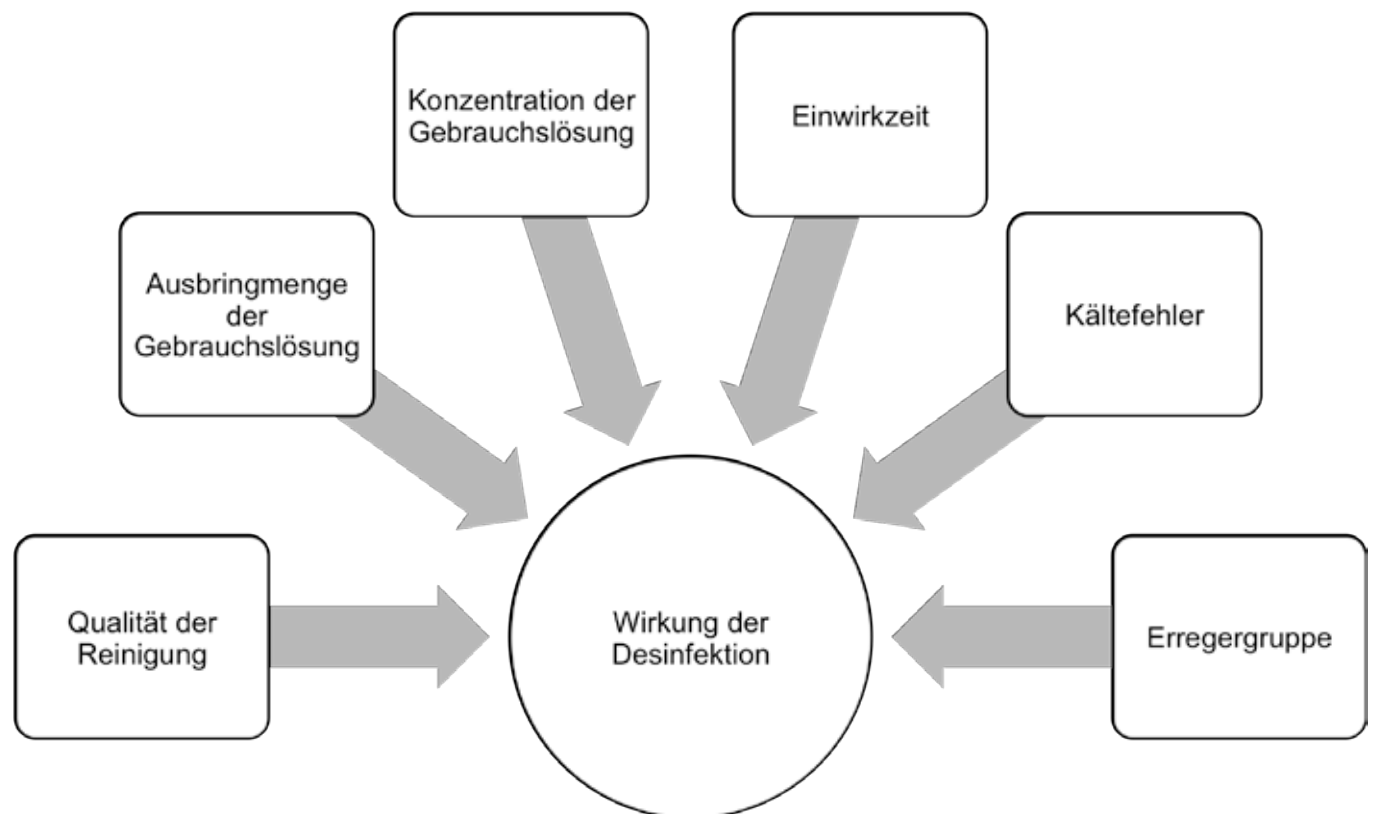 Konzentration der
Gebrauchslösung
Einwirkzeit
Ausbringmenge
der
Gebrauchslösung
Kältefehler
Qualität der
Reinigung
Wirkung der
Desinfektion
Erregergruppe